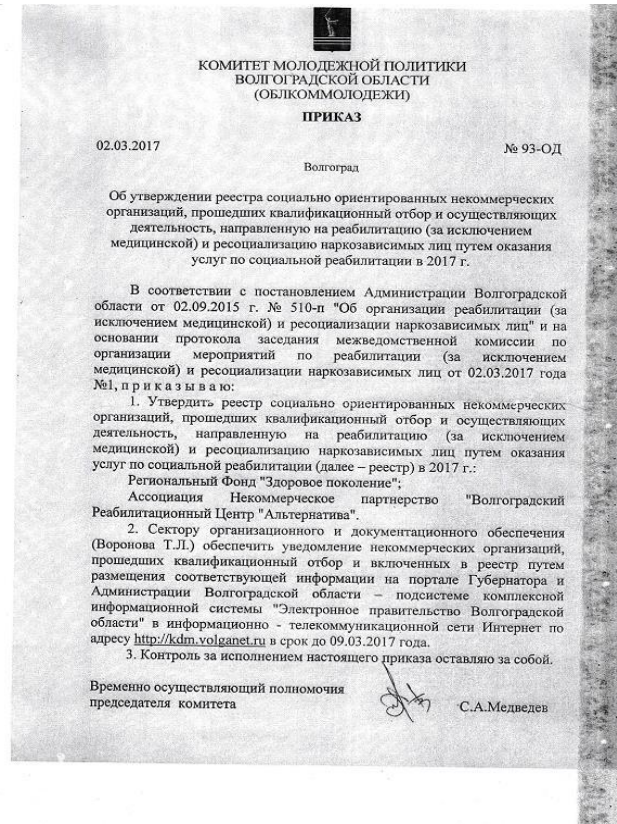 КОМИТЕТ МОЛОДЕЖНОЙ ПОЛИТИКИ
ВОЛГОГРАДСКОЙ ОБЛАСТИ
(ОБЛКОММОЛОДЕЖИ)
ПРИКАЗ
02.03.2017 № 93-ОД
Волгоград
Об утверждении реестра социально ориентированных некоммерческих
организаций, прошедших квалификационный отбор и осуществляющих
деятельность, направленную на реабилитацию (за исключением
медицинской) и ресоциализацию наркозависимых лиц путем оказания
услуг по социальной реабилитации в 2017 г.
В соответствии с постановлением Администрации Волгоградской
области от 02.09.2015 г. № 510-п "Об организации реабилитации (за
исключением медицинской) и ресоциализации наркозависимых лиц" и на
основании протокола заседания межведомственной комиссии по
организации мероприятий по реабилитации (за исключением
медицинской) и ресоциализации наркозависимых лиц от 02.03.2017 года
№1, п р и к а з ы в а ю:
1. Утвердить реестр социально ориентированных некоммерческих
организаций, прошедших квалификационный отбор и осуществляющих
деятельность, направленную на реабилитацию (за исключением
медицинской) и ресоциализацию наркозависимых лиц путем оказания
услуг по социальной реабилитации (далее – реестр) в 2017 г.:
Региональный Фонд "Здоровое поколение";
Ассоциация Некоммерческое партнерство "Волгоградский
Реабилитационный Центр "Альтернатива".
2. Сектору организационного и документационного обеспечения
(Воронова Т.Л.) обеспечить уведомление некоммерческих организаций,
прошедших квалификационный отбор и включенных в реестр путем
размещения соответствующей информации на портале Губернатора и
Администрации Волгоградской области – подсистеме комплексной
информационной системы "Электронное правительство Волгоградской
области" в информационно - телекоммуникационной сети Интернет по
адресу http://kdm.volganet.ru в срок до 09.03.2017 года.
3. Контроль за исполнением настоящего приказа оставляю за собой.
Временно осуществляющий полномочия
председателя комитета С.А.Медведев